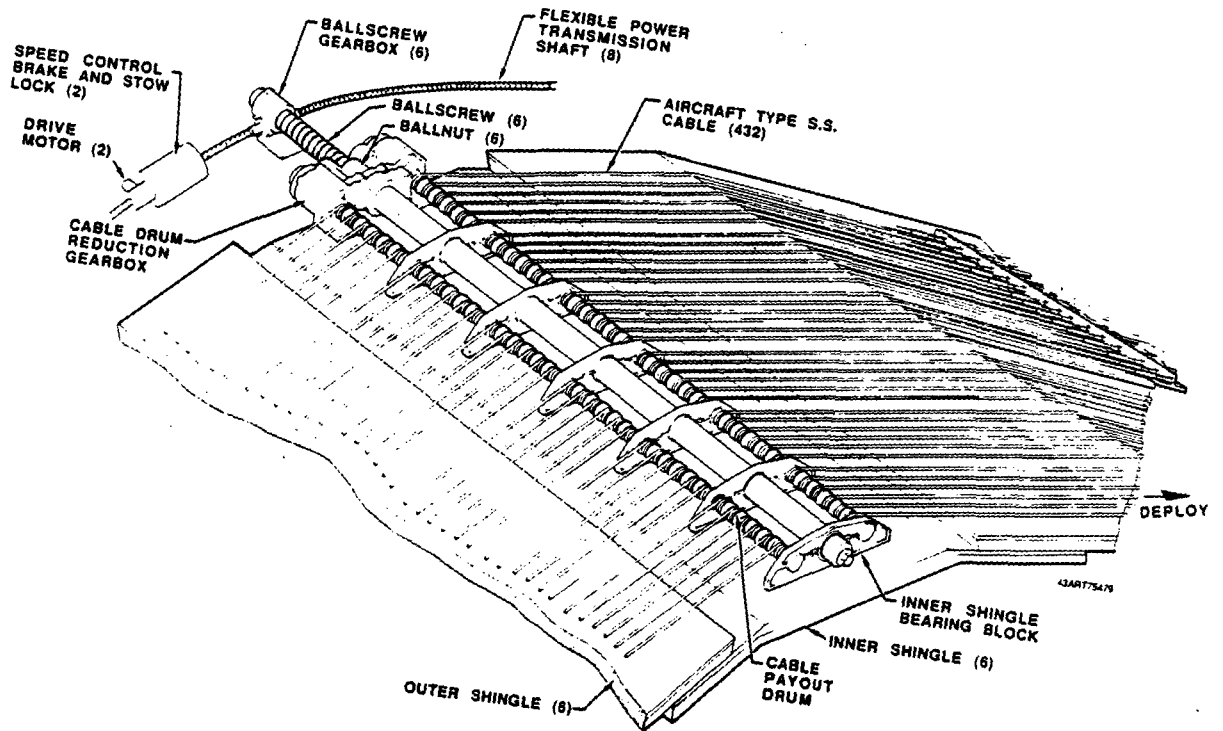 BALLSCREW
GEARBOX (6)
FLEXIBLE POWER
TRANSMISSION
SHAFT (8)
SPEED CONTROL
BRAKE AND STOW
LOCK (2)
DRIVE
MOTOR (2)
BALLSCREW (6)
BALLNUT (6)
AIRCRAFT TYPE S.S.
CABLE (432)
CABLE DRUM
REDUCTION
GEARBOX
DEPLOY
43ART75479
INNER SHINGLE
BEARING BLOCK
INNER SHINGLE (6)
CABLE
PAYOUT
DRUM
OUTER SHINGLE (6)